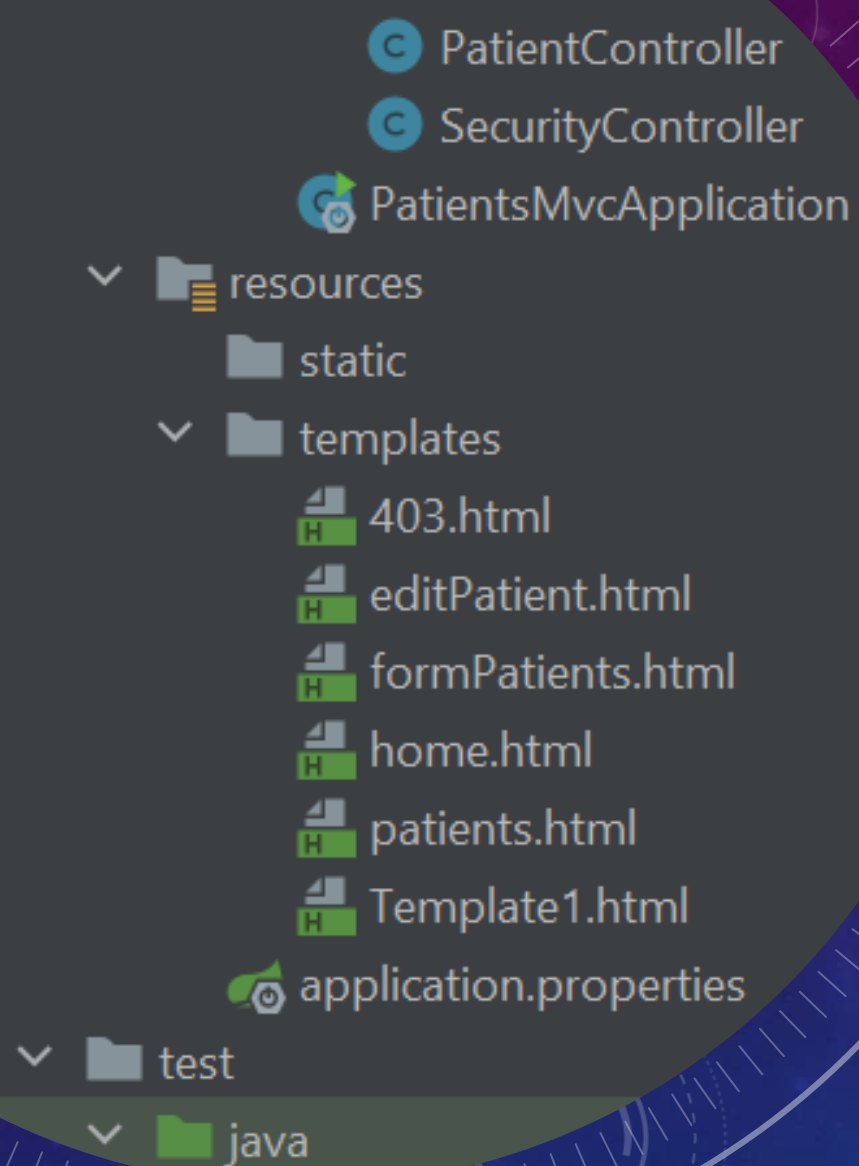 C PatientController
C SecurityController
C PatientsMvcApplication
resources
static
templates
H 403.html
H editPatient.html
H formPatients.html
H home.html
H patients.html
H Template1.html
application.properties
test
java